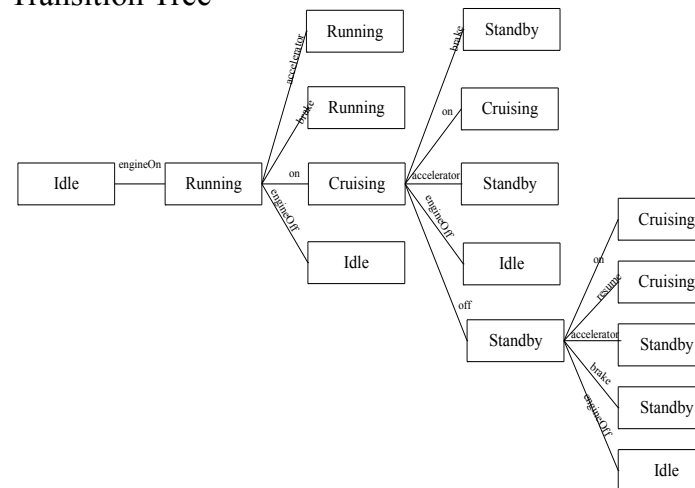 Transition Tree
Running
Standby
accelerator
brake
Running
Cruising
brake
on
Idle
engineOn
Running
on
Cruising
accelerator
Standby
engineOff
engineOff
Idle
Idle
off
Standby
Cruising
on
Cruising
resume
accelerator
Standby
brake
Standby
engineOff
Idle